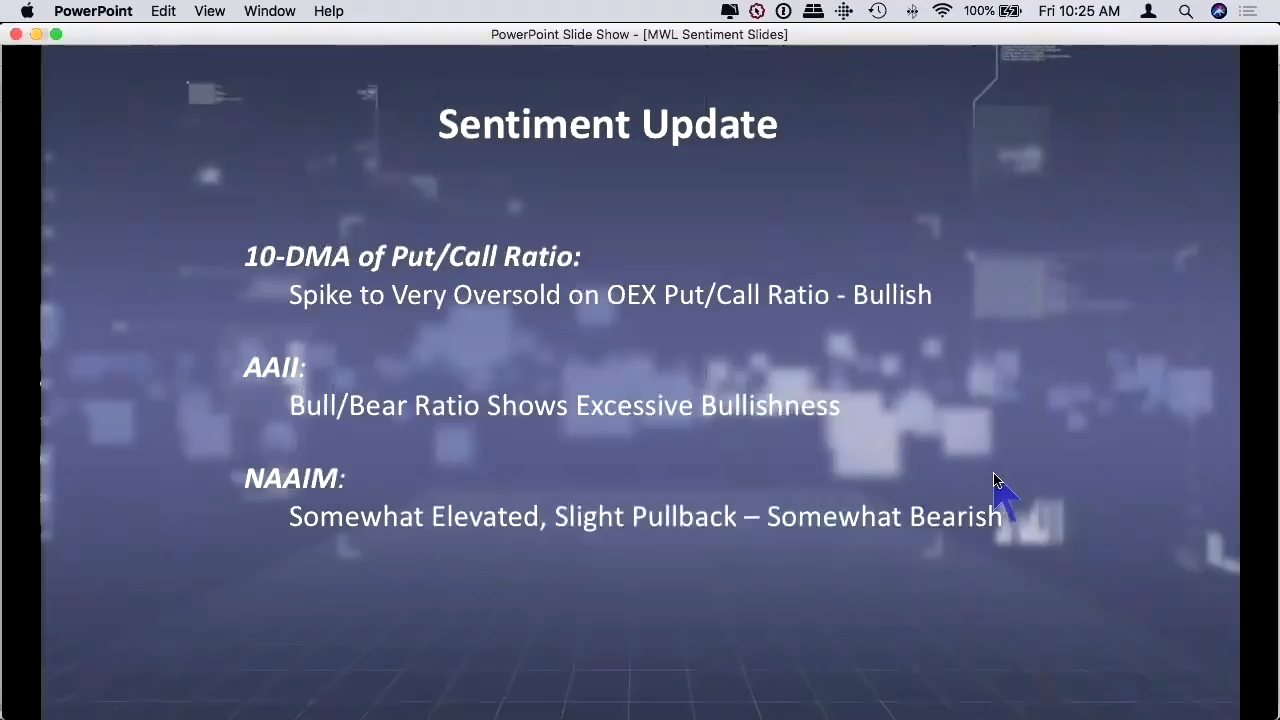 PowerPoint Edit View Window Help 100% Fri 10:25 AM
PowerPoint Slide Show - [MWL Sentiment Slides]
Sentiment Update
10-DMA of Put/Call Ratio:
Spike to Very Oversold on OEX Put/Call Ratio - Bullish
AAII:
Bull/Bear Ratio Shows Excessive Bullishness
NAAIM:
Somewhat Elevated, Slight Pullback – Somewhat Bearish